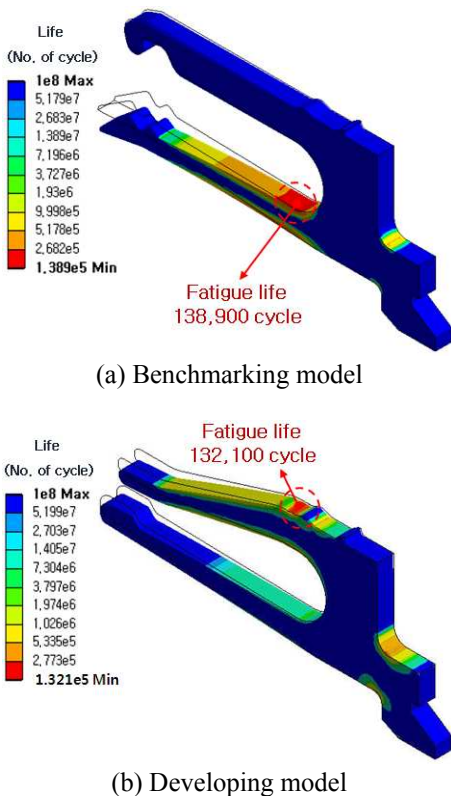 Life
(No. of cycle)
1e8 Max
5,179e7
2,683e7
1,389e7
7,196e6
3,727e6
1,93e6
9,998e5
5,178e5
2,682e5
1,389e5 Min
Fatigue life
138,900 cycle
(a) Benchmarking model
Fatigue life
132,100 cycle
Life
(No. of cycle)
1e8 Max
5,199e7
2,703e7
1,405e7
7,304e6
3,797e6
1,974e6
1,026e6
5,335e5
2,773e5
1.321e5 Min
(b) Developing model